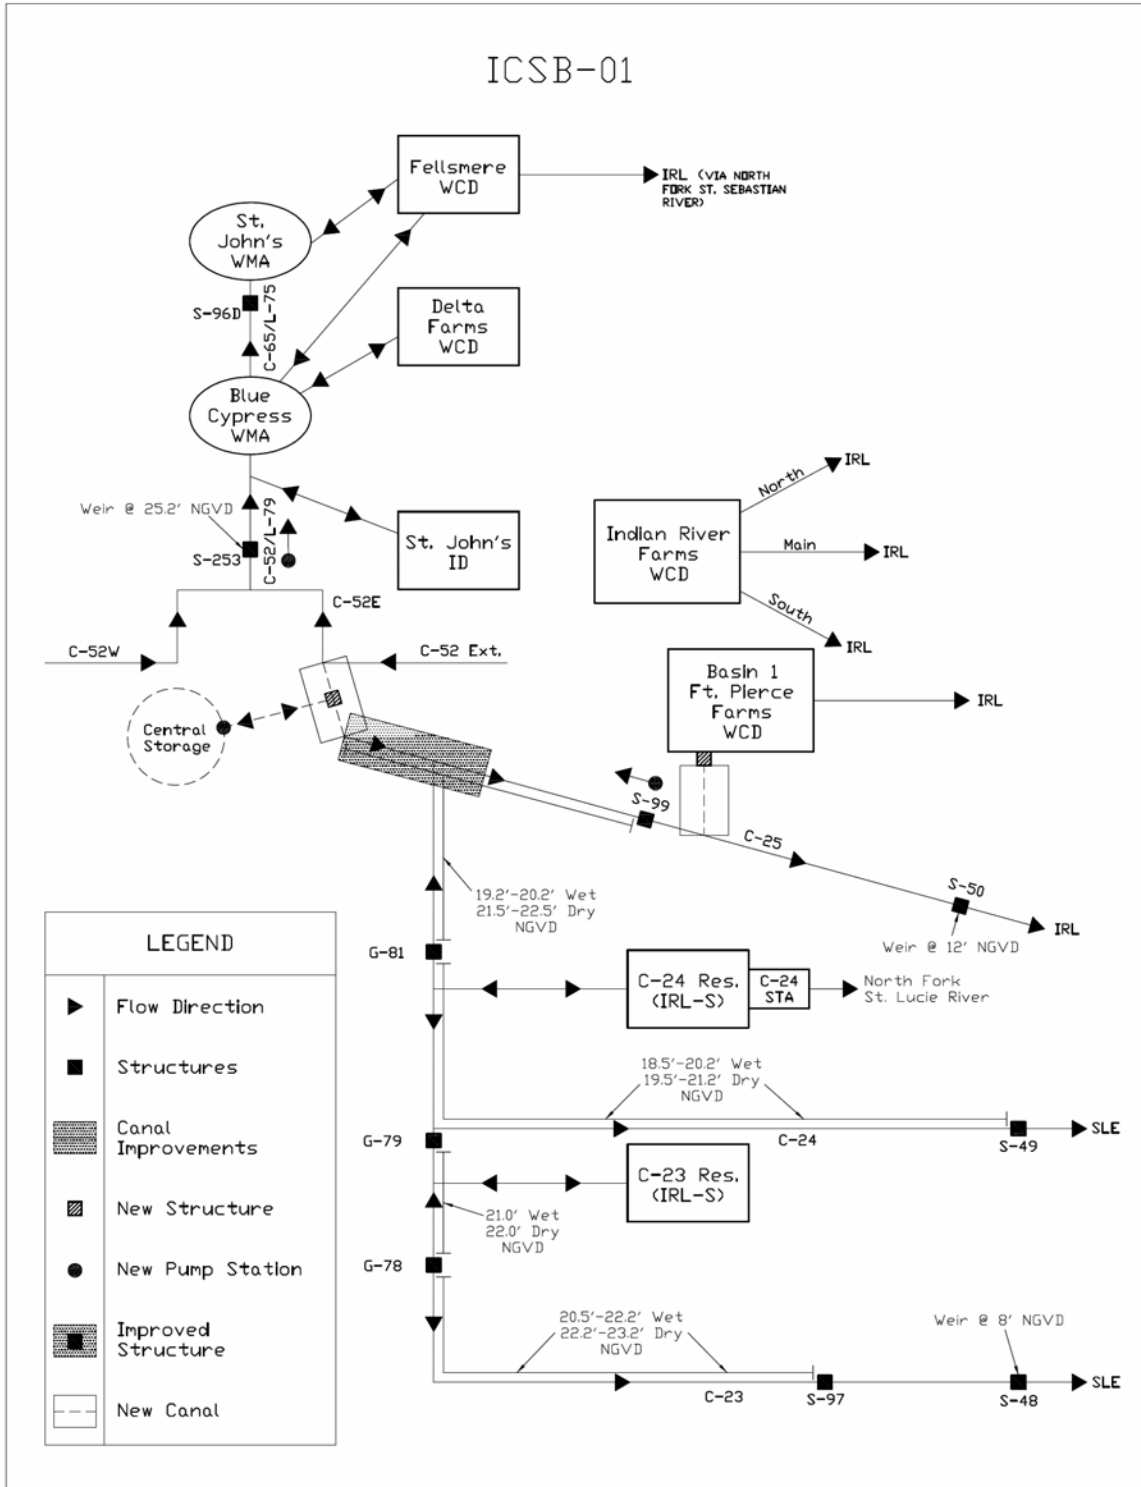 ICSB-01
Fellsmere
WCD
IRL (VIA NORTH
FORK ST. SEBASTIAN
RIVER)
St.
John's
WMA
S-96D
C-65/L-75
Delta
Farms
WCD
Blue
Cypress
WMA
Weir @ 25.2' NGVD
S-253
C-52/L-79
St. John's
ID
North
IRL
Indian River
Farms
WCD
Main
IRL
South
IRL
C-52E
C-52W
C-52 Ext.
Basin 1
Ft. Pierce
Farms
WCD
IRL
Central
Storage
S-99
C-25
S-50
Weir @ 12' NGVD
IRL
19.2'-20.2' Wet
21.5'-22.5' Dry
NGVD
G-81
C-24 Res.
(IRL-S)
C-24
STA
North Fork
St. Lucie River
18.5'-20.2' Wet
19.5'-21.2' Dry
NGVD
G-79
C-24
S-49
SLE
C-23 Res.
(IRL-S)
21.0' Wet
22.0' Dry
NGVD
G-78
20.5'-22.2' Wet
22.2'-23.2' Dry
NGVD
Weir @ 8' NGVD
C-23
S-97
S-48
SLE
LEGEND
Flow Direction
Structures
Canal
Improvements
New Structure
New Pump Station
Improved
Structure
New Canal